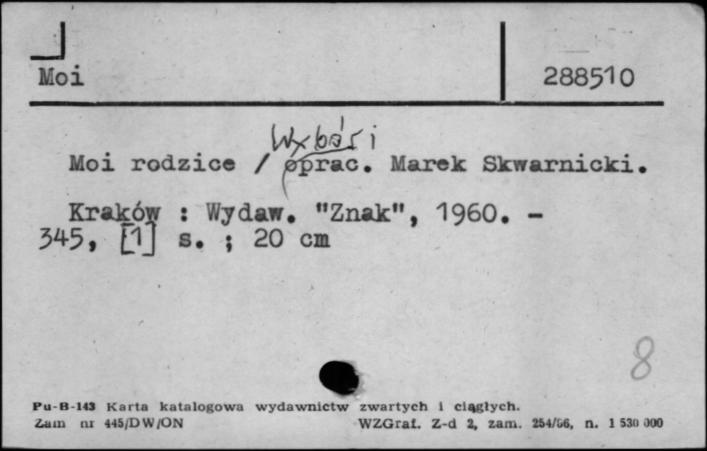 Moi 288510
wybór i
Moi rodzice / oprac. Marek Skwarnicki.
Kraków : Wydaw. "Znak", 1960. -
345, [1] s. ; 20 cm
8
Pu-B-143 Karta katalogowa wydawnictw zwartych i ciągłych.
Zam nr 445/DW/ON WZGraf. Z-d 2, zam. 254/66, n. 1 530 000